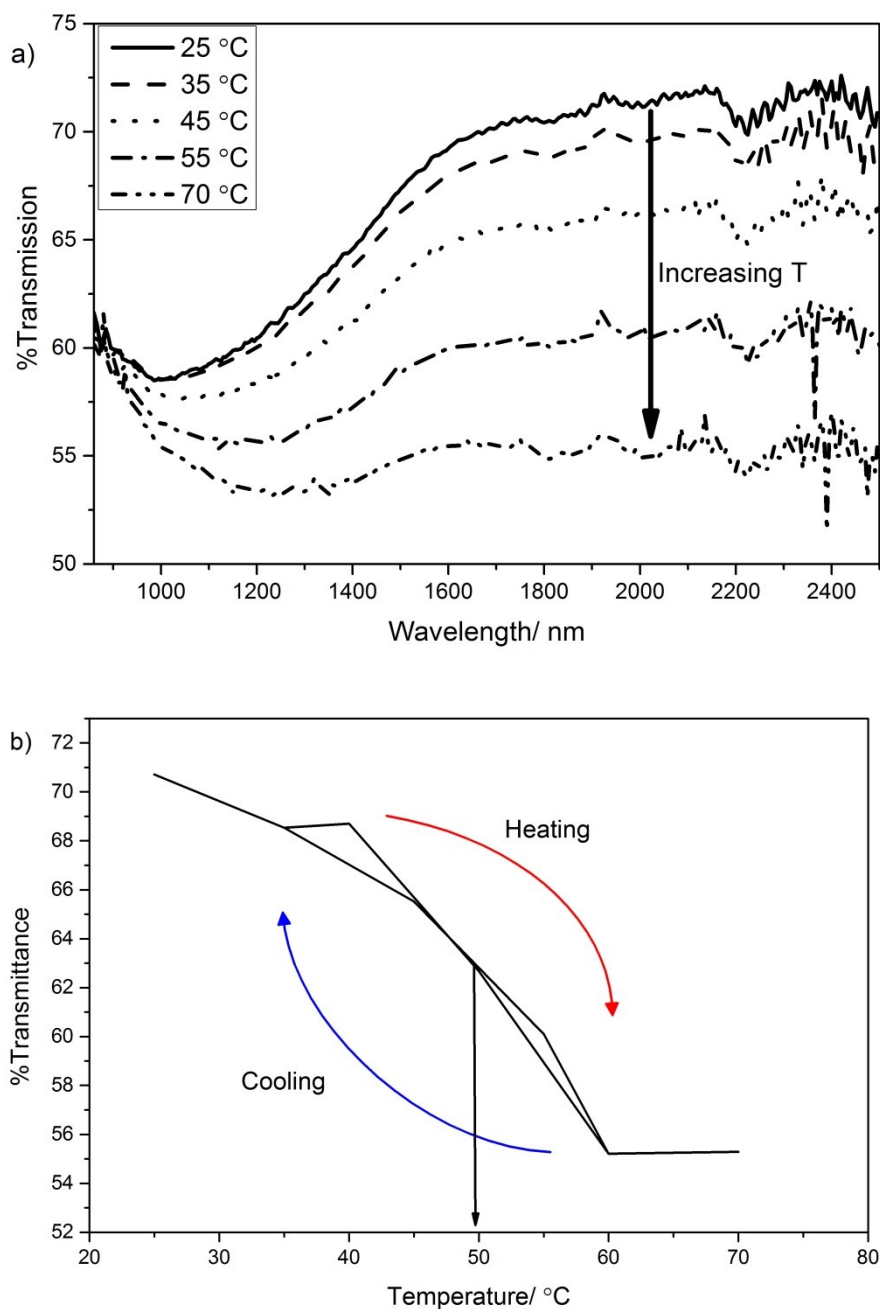 a)
25 °C
35 °C
45 °C
55 °C
70 °C
Increasing T
%Transmission
75
70
65
60
55
50
1000 1200 1400 1600 1800 2000 2200 2400
Wavelength/ nm
b)
Heating
Cooling
%Transmittance
72
70
68
66
64
62
60
58
56
54
52
20 30 40 50 60 70 80
Temperature/ °C